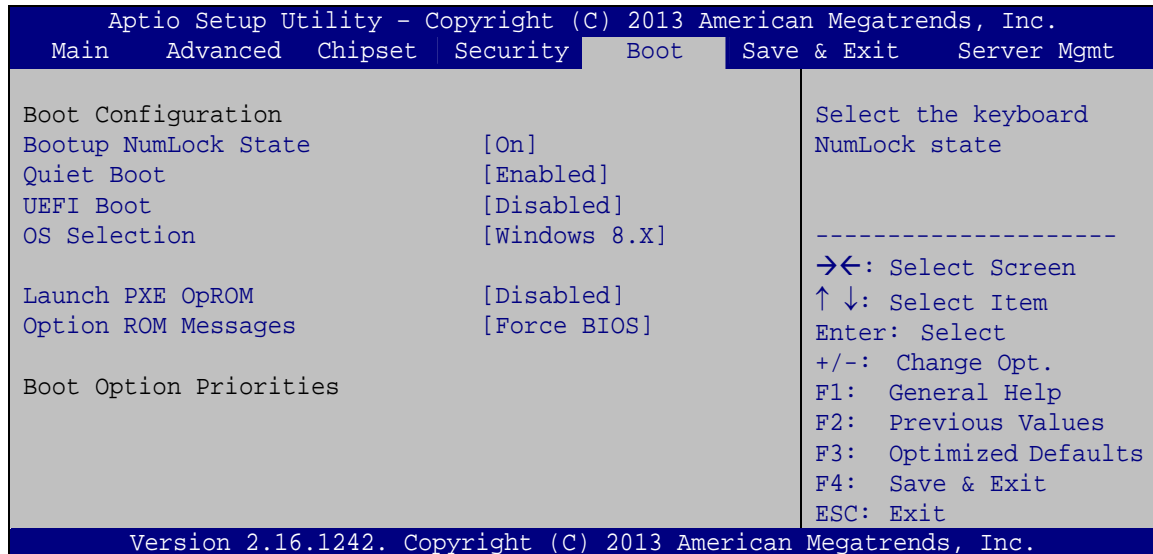 Aptio Setup Utility – Copyright (C) 2013 American Megatrends, Inc.
Main Advanced Chipset Security Boot Save & Exit Server Mgmt
Boot Configuration
Bootup NumLock State [On]
Quiet Boot [Enabled]
UEFI Boot [Disabled]
OS Selection [Windows 8.X]
Launch PXE OpROM [Disabled]
Option ROM Messages [Force BIOS]
Boot Option Priorities
Select the keyboard
NumLock state
---------------------
→←: Select Screen
↑ ↓: Select Item
Enter: Select
+/-: Change Opt.
F1: General Help
F2: Previous Values
F3: Optimized Defaults
F4: Save & Exit
ESC: Exit
Version 2.16.1242. Copyright (C) 2013 American Megatrends, Inc.